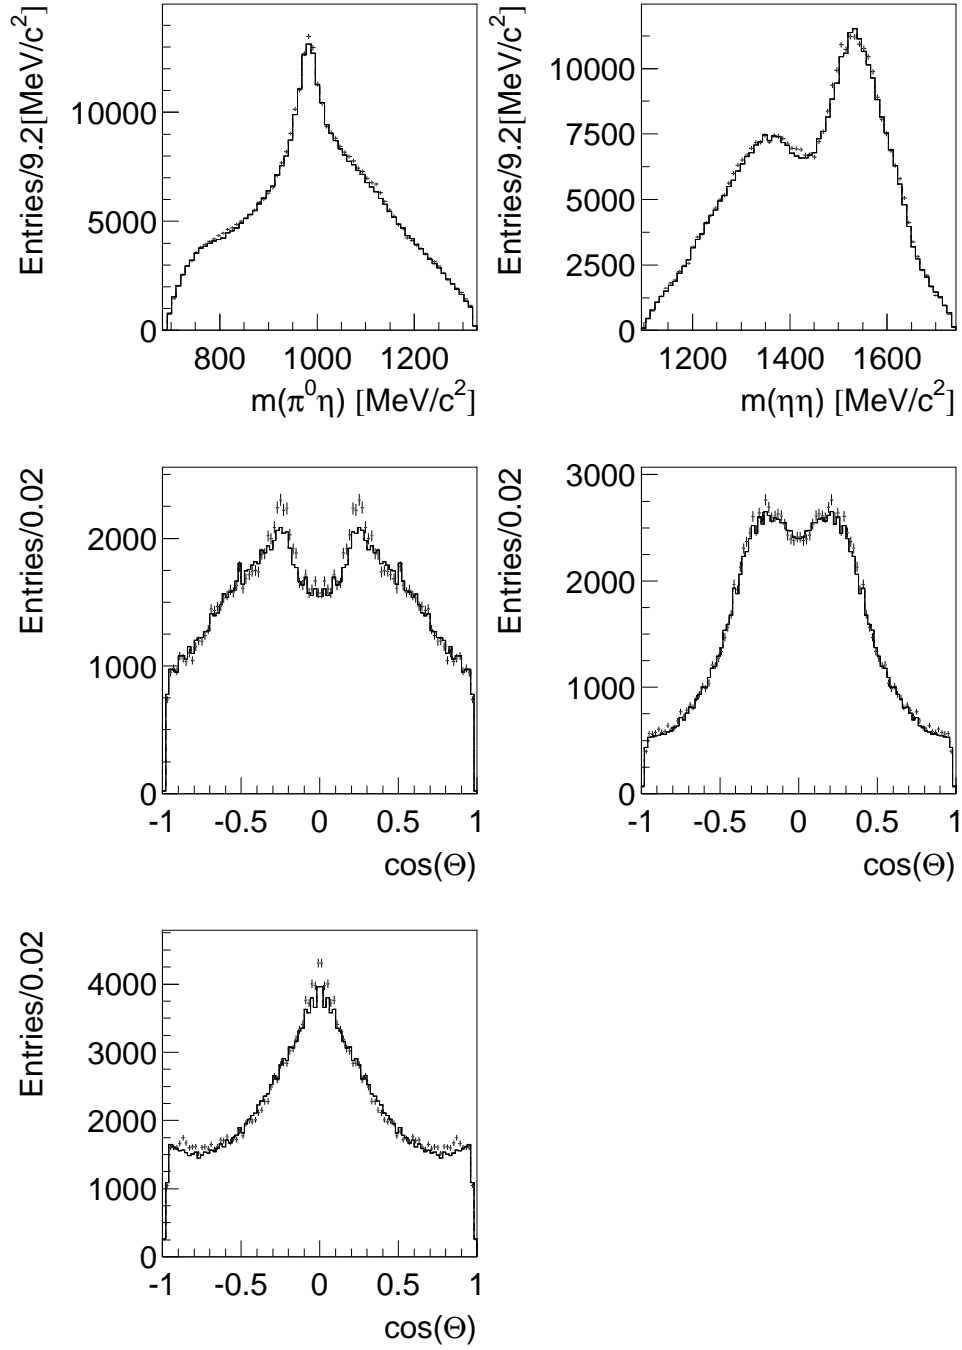 Entries/9.2[MeV/c²]
10000
5000
0
800 1000 1200
m(π⁰η) [MeV/c²]
Entries/9.2[MeV/c²]
10000
7500
5000
2500
0
1200 1400 1600
m(ηη) [MeV/c²]
Entries/0.02
2000
1000
0
-1 -0.5 0 0.5 1
cos(Θ)
Entries/0.02
3000
2000
1000
0
-1 -0.5 0 0.5 1
cos(Θ)
Entries/0.02
4000
3000
2000
1000
0
-1 -0.5 0 0.5 1
cos(Θ)